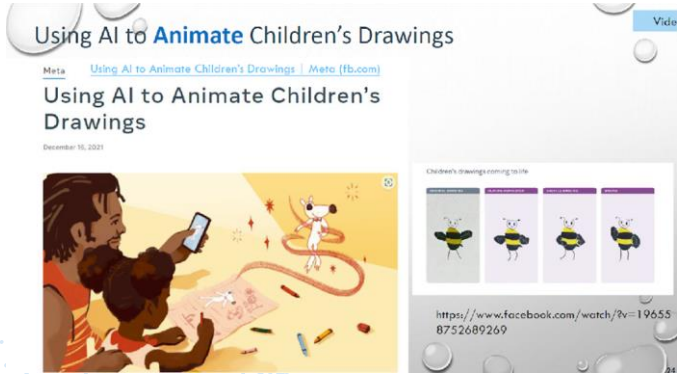 Using AI to Animate Children's Drawings
Vide
Meta
Using AI to Animate Children's Drawings | Meta (fb.com)
Using AI to Animate Children's
Drawings
December 16, 2021
Children's drawings coming to life
https://www.facebook.com/watch/?v=19655
8752689269
24